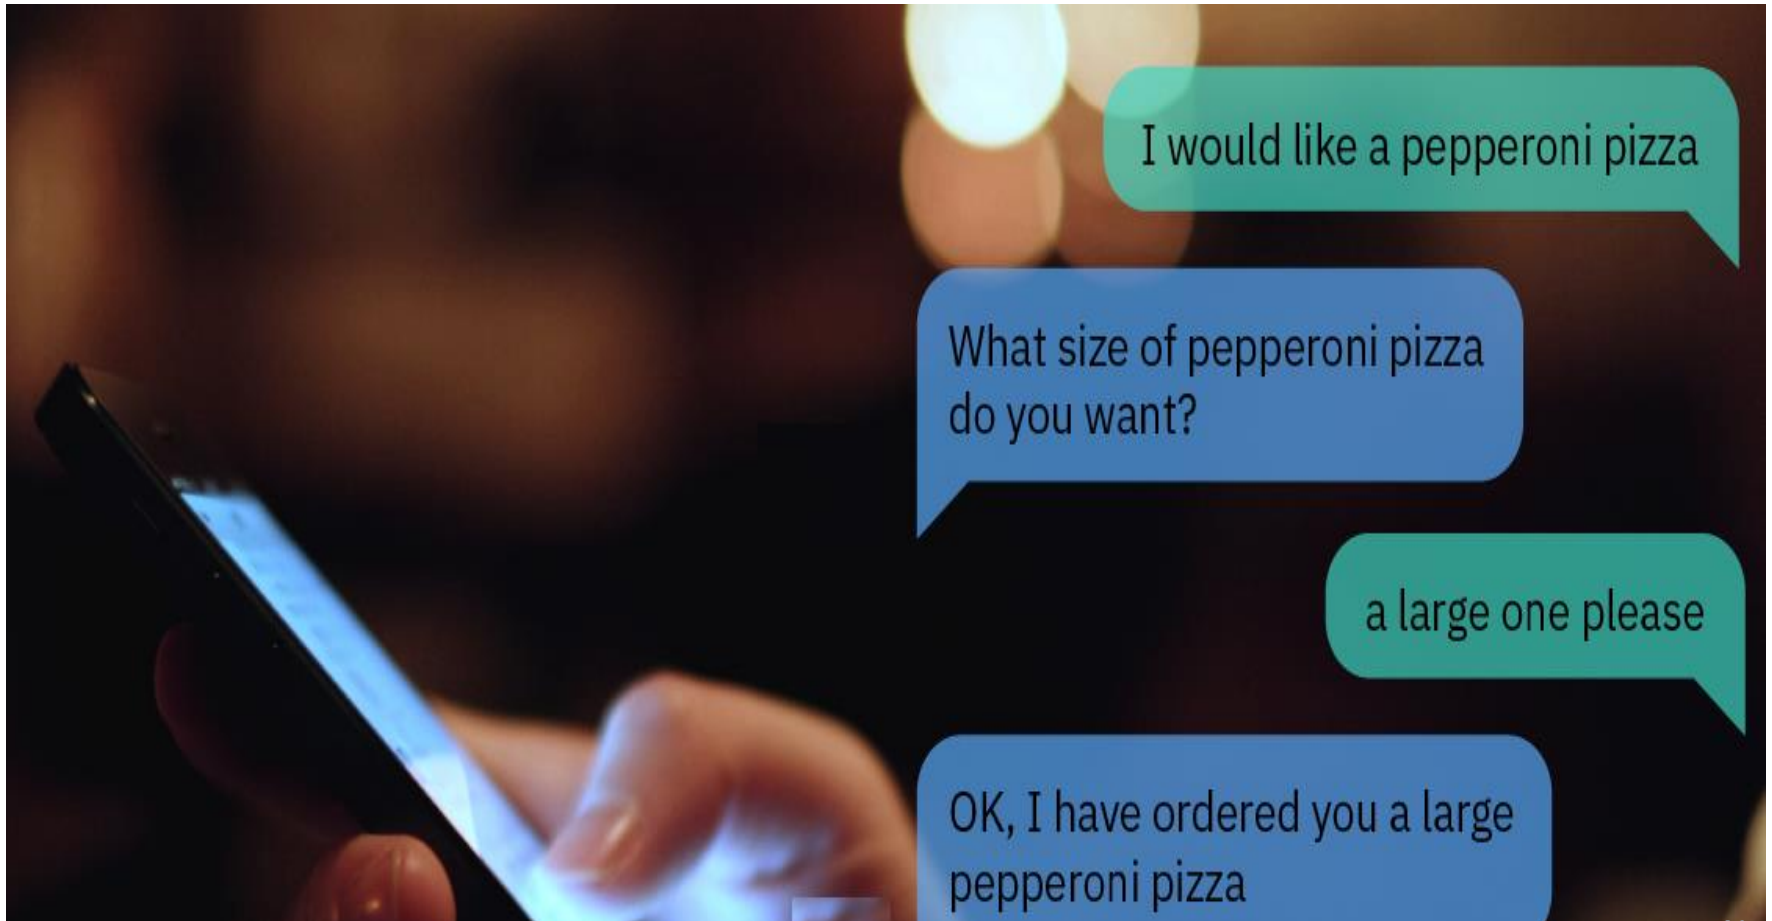 I would like a pepperoni pizza
What size of pepperoni pizza
do you want?
a large one please
OK, I have ordered you a large
pepperoni pizza